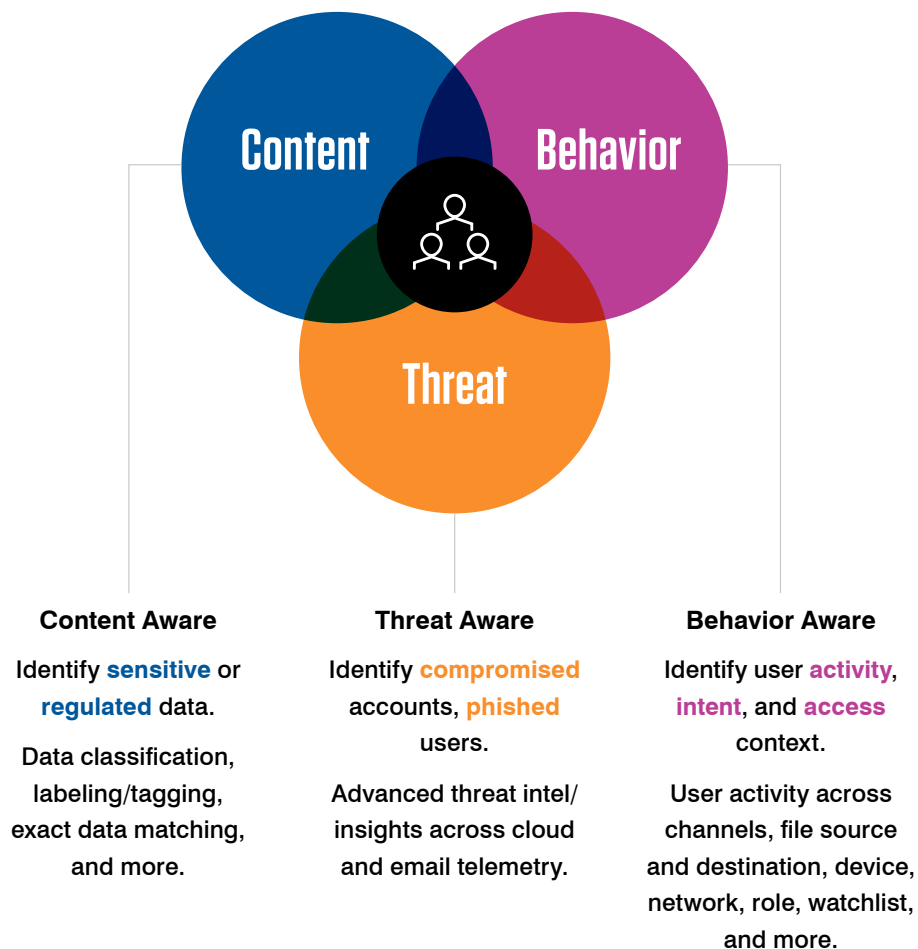 Content
Behavior
Threat
Content Aware
Identify sensitive or
regulated data.
Data classification,
labeling/tagging,
exact data matching,
and more.
Threat Aware
Identify compromised
accounts, phished
users.
Advanced threat intel/
insights across cloud
and email telemetry.
Behavior Aware
Identify user activity,
intent, and access
context.
User activity across
channels, file source
and destination, device,
network, role, watchlist,
and more.